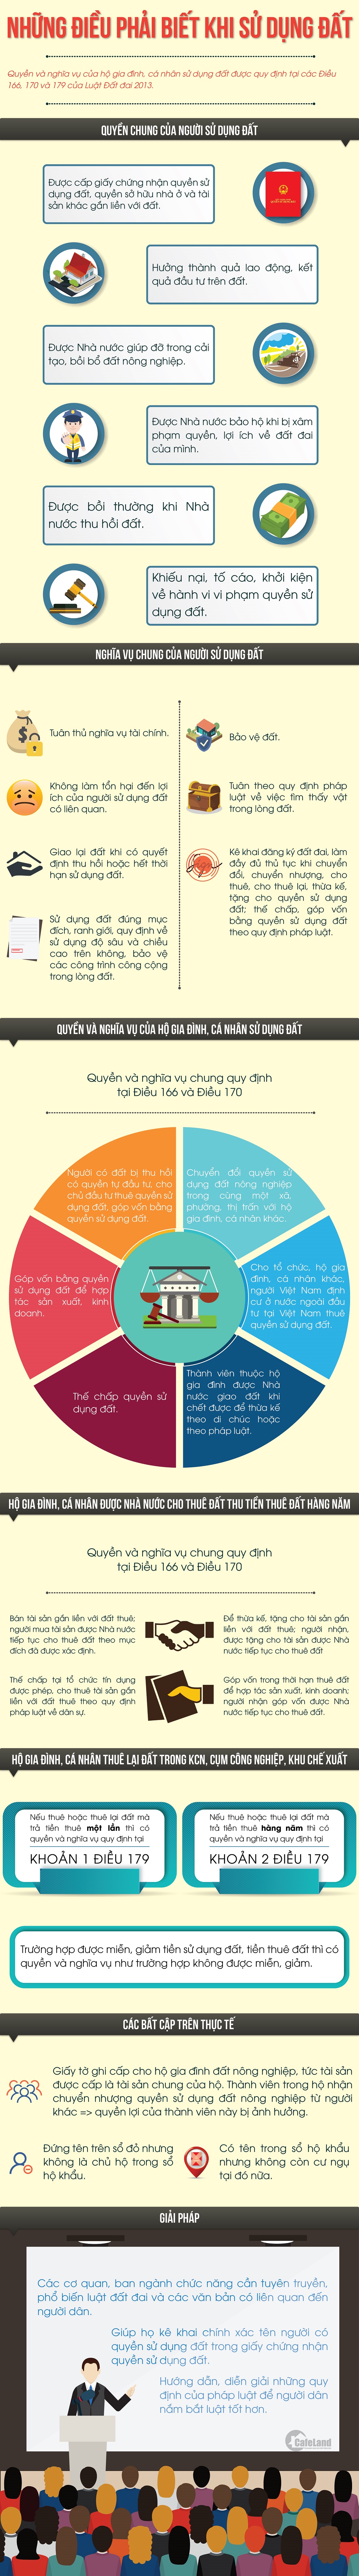 NHỮNG ĐIỀU PHẢI BIẾT KHI SỬ DỤNG ĐẤT
Quyền và nghĩa vụ của hộ gia đình, cá nhân sử dụng đất được quy định tại các Điều
166, 170 và 179 của Luật Đất đai 2013.
QUYỀN CHUNG CỦA NGƯỜI SỬ DỤNG ĐẤT
Được cấp giấy chứng nhận quyền sử
dụng đất, quyền sở hữu nhà ở và tài
sản khác gắn liền với đất.
Hưởng thành quả lao động, kết
quả đầu tư trên đất.
Được Nhà nước giúp đỡ trong cải
tạo, bồi bổ đất nông nghiệp.
Được Nhà nước bảo hộ khi bị xâm
phạm quyền, lợi ích về đất đai
của mình.
Được bồi thường khi Nhà
nước thu hồi đất.
Khiếu nại, tố cáo, khởi kiện
về hành vi vi phạm quyền sử
dụng đất.
NGHĨA VỤ CHUNG CỦA NGƯỜI SỬ DỤNG ĐẤT
Tuân thủ nghĩa vụ tài chính.
Bảo vệ đất.
Không làm tổn hại đến lợi
ích của người sử dụng đất
có liên quan.
Tuân theo quy định pháp
luật về việc tìm thấy vật
trong lòng đất.
Giao lại đất khi có quyết
định thu hồi hoặc hết thời
hạn sử dụng đất.
Kê khai đăng ký đất đai, làm
đầy đủ thủ tục khi chuyển
đổi, chuyển nhượng, cho
thuê, cho thuê lại, thừa kế,
tặng cho quyền sử dụng
đất; thế chấp, góp vốn
bằng quyền sử dụng đất
theo quy định pháp luật.
Sử dụng đất đúng mục
đích, ranh giới, quy định về
sử dụng độ sâu và chiều
cao trên không, bảo vệ
các công trình công cộng
trong lòng đất.
QUYỀN VÀ NGHĨA VỤ CỦA HỘ GIA ĐÌNH, CÁ NHÂN SỬ DỤNG ĐẤT
Quyền và nghĩa vụ chung quy định
tại Điều 166 và Điều 170
Người có đất bị thu hồi
có quyền tự đầu tư, cho
chủ đầu tư thuê quyền sử
dụng đất, góp vốn bằng
quyền sử dụng đất.
Chuyển đổi quyền sử
dụng đất nông nghiệp
trong cùng một xã,
phường, thị trấn với hộ
gia đình, cá nhân khác.
Góp vốn bằng quyền
sử dụng đất để hợp
tác sản xuất, kinh
doanh.
Cho tổ chức, hộ gia
đình, cá nhân khác,
người Việt Nam định
cư ở nước ngoài đầu
tư tại Việt Nam thuê
quyền sử dụng đất.
Thế chấp quyền sử
dụng đất.
Thành viên thuộc hộ
gia đình được Nhà
nước giao đất khi
chết được để thừa kế
theo di chúc hoặc
theo pháp luật.
HỘ GIA ĐÌNH, CÁ NHÂN ĐƯỢC NHÀ NƯỚC CHO THUÊ ĐẤT THU TIỀN THUÊ ĐẤT HÀNG NĂM
Quyền và nghĩa vụ chung quy định
tại Điều 166 và Điều 170
Bán tài sản gắn liền với đất thuê;
người mua tài sản được Nhà nước
tiếp tục cho thuê đất theo mục
đích đã được xác định.
Để thừa kế, tặng cho tài sản gắn
liền với đất thuê; người nhận,
được tặng cho tài sản được Nhà
nước tiếp tục cho thuê đất
Thế chấp tại tổ chức tín dụng
được phép, cho thuê tài sản gắn
liền với đất thuê theo quy định
pháp luật về dân sự.
Góp vốn trong thời hạn thuê đất
để hợp tác sản xuất, kinh doanh;
người nhận góp vốn được Nhà
nước tiếp tục cho thuê đất.
HỘ GIA ĐÌNH, CÁ NHÂN THUÊ LẠI ĐẤT TRONG KCN, CỤM CÔNG NGHIỆP, KHU CHẾ XUẤT
Nếu thuê hoặc thuê lại đất mà
trả tiền thuê một lần thì có
quyền và nghĩa vụ quy định tại
KHOẢN 1 ĐIỀU 179
Nếu thuê hoặc thuê lại đất mà
trả tiền thuê hàng năm thì có
quyền và nghĩa vụ quy định tại
KHOẢN 2 ĐIỀU 179
Trường hợp được miễn, giảm tiền sử dụng đất, tiền thuê đất thì có
quyền và nghĩa vụ như trường hợp không được miễn, giảm.
CÁC BẤT CẬP TRÊN THỰC TẾ
Giấy tờ ghi cấp cho hộ gia đình đất nông nghiệp, tức tài sản
được cấp là tài sản chung của hộ. Thành viên trong hộ nhận
chuyển nhượng quyền sử dụng đất nông nghiệp từ người
khác => quyền lợi của thành viên này bị ảnh hưởng.
Đứng tên trên sổ đỏ nhưng
không là chủ hộ trong sổ
hộ khẩu.
Có tên trong sổ hộ khẩu
nhưng không còn cư ngụ
tại đó nữa.
GIẢI PHÁP
Các cơ quan, ban ngành chức năng cần tuyên truyền,
phổ biến luật đất đai và các văn bản có liên quan đến
người dân.
Giúp họ kê khai chính xác tên người có
quyền sử dụng đất trong giấy chứng nhận
quyền sử dụng đất.
Hướng dẫn, diễn giải những quy
định của pháp luật để người dân
nắm bắt luật tốt hơn.
CafeLand